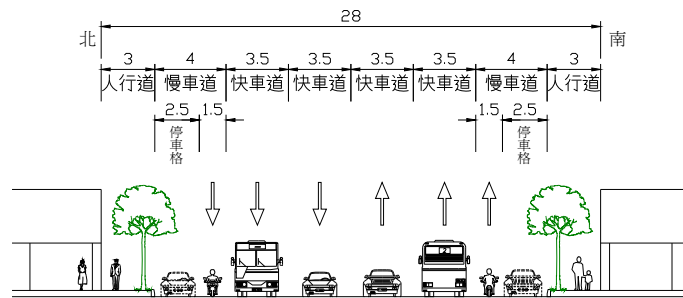 28
北 南
3 4 3.5 3.5 3.5 3.5 4 3
人行道 慢車道 快車道 快車道 快車道 快車道 慢車道 人行道
2.5 1.5 1.5 2.5
停車格 停車格
2